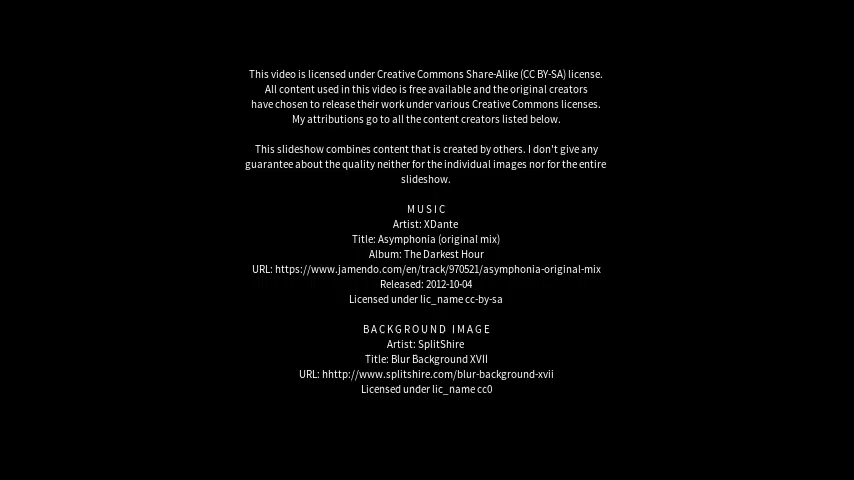 This video is licensed under Creative Commons Share-Alike (CC BY-SA) license.
All content used in this video is free available and the original creators
have chosen to release their work under various Creative Commons licenses.
My attributions go to all the content creators listed below.
This slideshow combines content that is created by others. I don't give any
guarantee about the quality neither for the individual images nor for the entire
slideshow.
MUSIC
Artist: XDante
Title: Asymphonia (original mix)
Album: The Darkest Hour
URL: https://www.jamendo.com/en/track/970521/asymphonia-original-mix
Released: 2012-10-04
Licensed under lic_name cc-by-sa
BACKGROUND IMAGE
Artist: SplitShire
Title: Blur Background XVII
URL: hhttp://www.splitshire.com/blur-background-xvii
Licensed under lic_name cc0